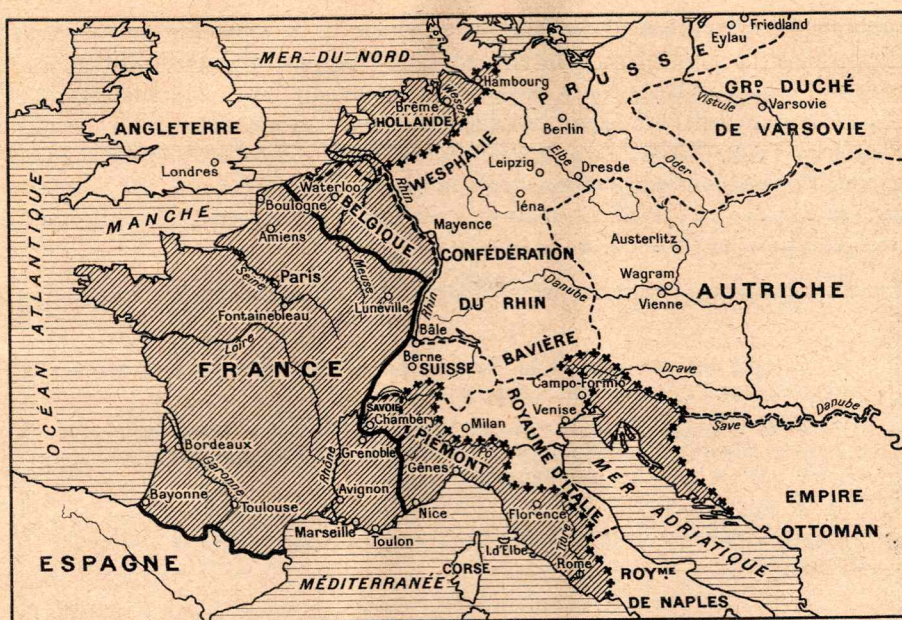 Friedland
Eylau
MER DU NORD
PRUSSE
Hambourg
GRD. DUCHÉ
Vistule
Varsovie
DE VARSOVIE
Brême
Weser
HOLLANDE
ANGLETERRE
Berlin
WESPHALIE
Londres
Leipzig
Elbe
Dresde
Oder
Waterloo
Rhin
Iéna
Boulogne
BELGIQUE
MANCHE
Mayence
Amiens
Austerlitz
CONFÉDÉRATION
OCÉAN ATLANTIQUE
Seine
Paris
Meuse
Wagram
Lunéville
Rhin
DU RHIN
Danube
Vienne
AUTRICHE
Fontainebleau
Loire
Bâle
BAVIÈRE
Berne
SUISSE
FRANCE
Drave
Campo-Formio
SAVOIE
Chambéry
ROYAUME D'ITALIE
Venise
Milan
Save
Danube
PIÉMONT
Bordeaux
Grenoble
Pô
Rhône
Gênes
MER ADRIATIQUE
Garonne
Bayonne
Avignon
EMPIRE
Toulouse
Nice
Florence
OTTOMAN
Marseille
Toulon
Tibre
ESPAGNE
I.d'Elbe
CORSE
Rome
ROYME
MÉDITERRANÉE
DE NAPLES